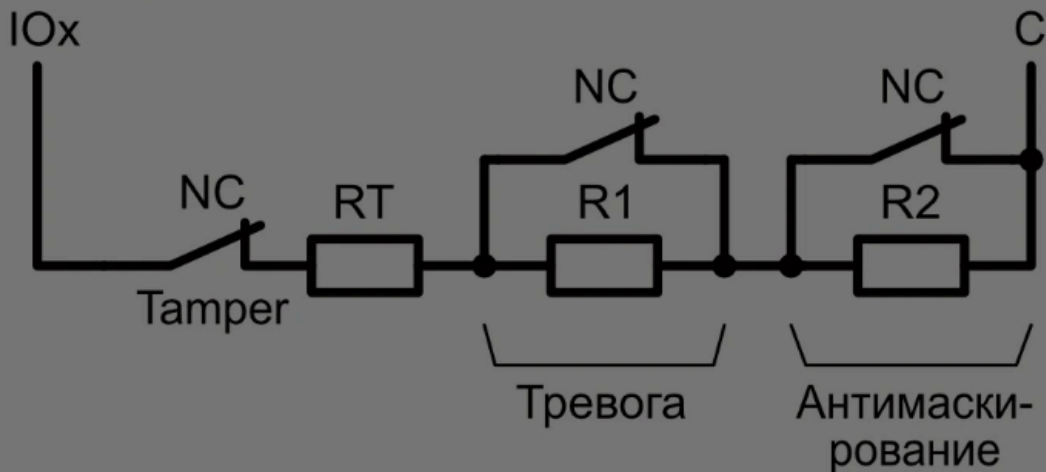 IOx
C
NC
NC
NC
RT
R1
R2
Tamper
Тревога
Антимаски-
рование